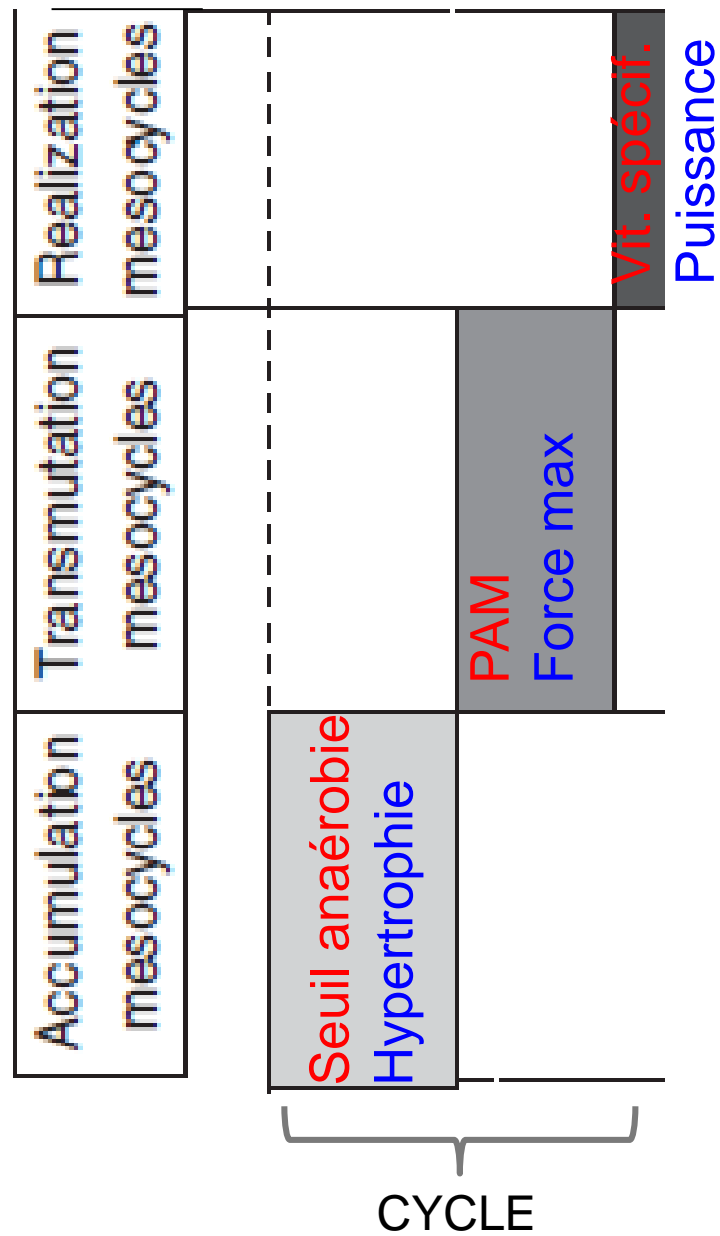 Realization
mesocycles
Vit. spécif.
Puissance
Transmutation
mesocycles
PAM
Force max
Accumulation
mesocycles
Seuil anaérobie
Hypertrophie
CYCLE